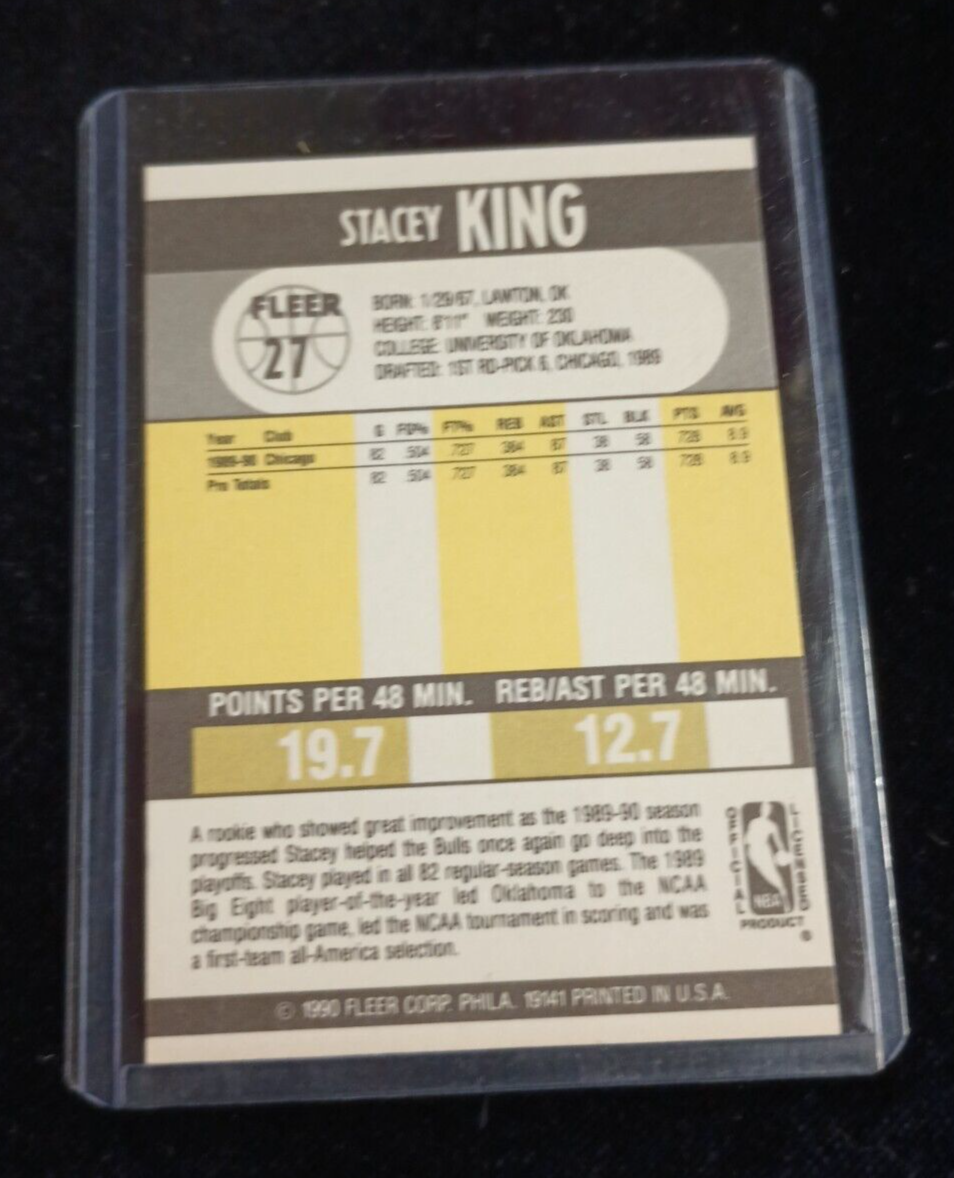 STACEY KING
FLEER
27
BORN: 1/29/67, LAWTON, OK
HEIGHT: 6'11" WEIGHT: 230
COLLEGE: UNIVERSITY OF OKLAHOMA
DRAFTED: 1ST RD-PICK 6, CHICAGO, 1989
Year Club G FG% FT% REB AST STL BLK PTS AVG
1989-90 Chicago 82 .504 .727 384 87 38 58 728 8.9
Pro Totals 82 .504 .727 384 87 38 58 728 8.9
POINTS PER 48 MIN. REB/AST PER 48 MIN.
19.7 12.7
A rookie who showed great improvement as the 1989-90 season
progressed Stacey helped the Bulls once again go deep into the
playoffs. Stacey played in all 82 regular-season games. The 1989
Big Eight player-of-the-year led Oklahoma to the NCAA
championship game, led the NCAA tournament in scoring and was
a first-team all-America selection.
OFFICIAL
LICENSED
NBA
PRODUCT
®
© 1990 FLEER CORP. PHILA. 19141 PRINTED IN U.S.A.